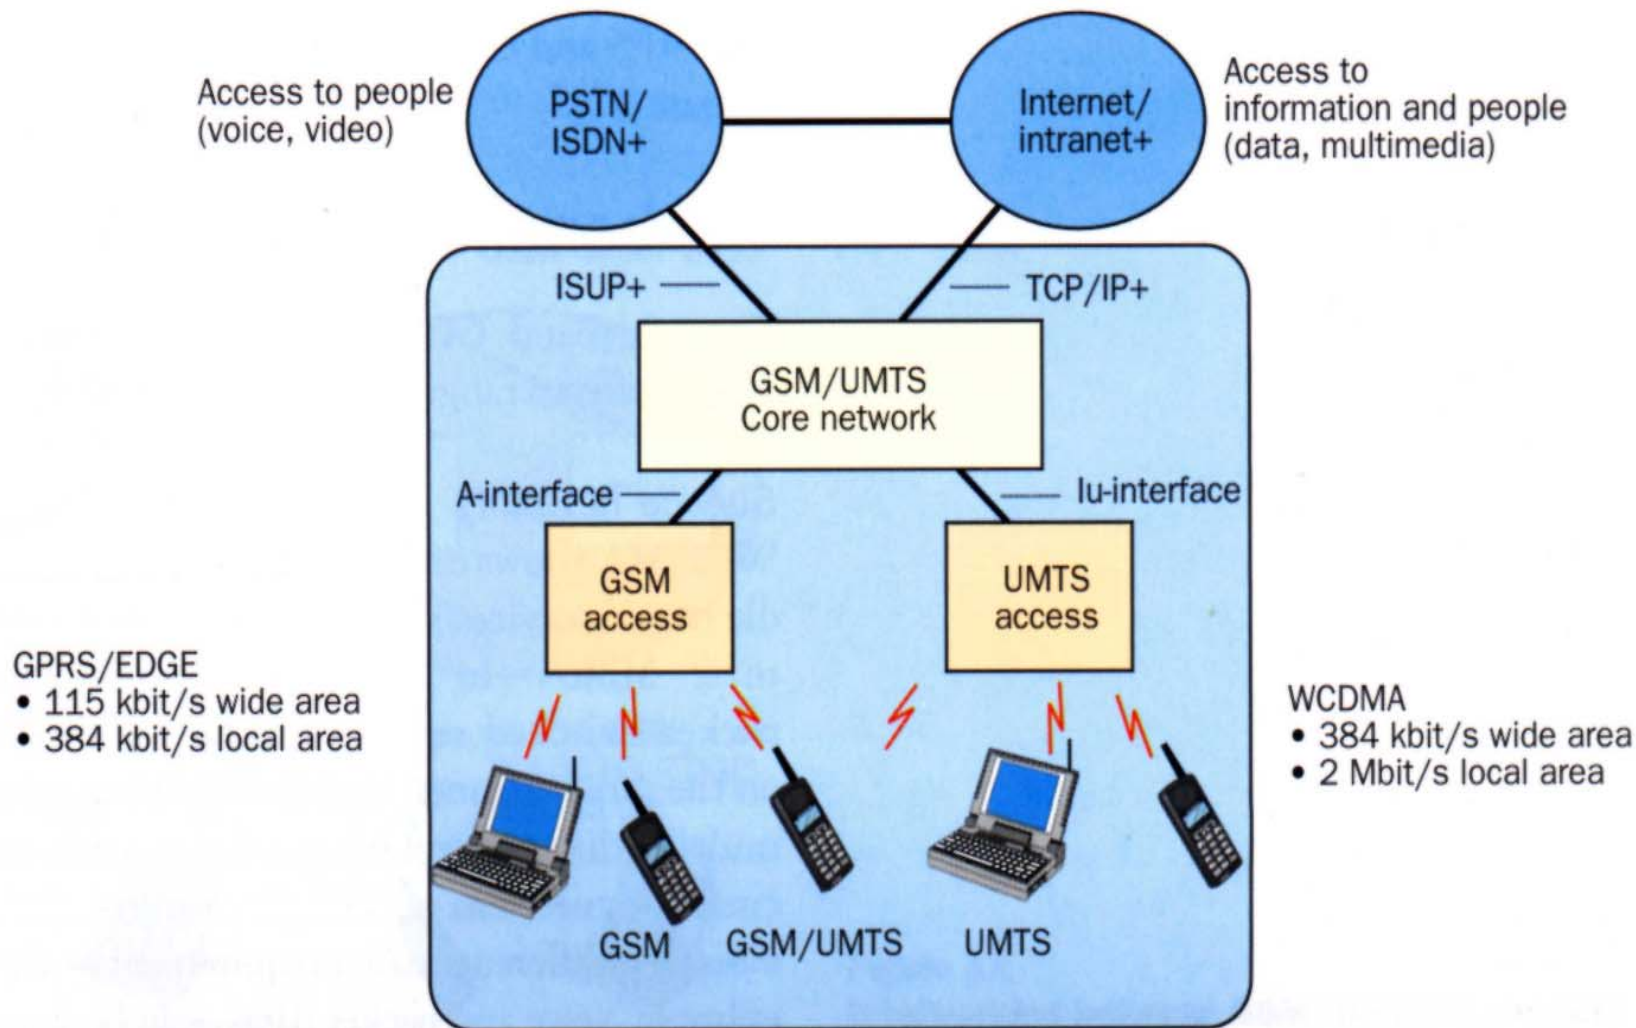 Access to people
(voice, video)
PSTN/
ISDN+
Internet/
intranet+
Access to
information and people
(data, multimedia)
ISUP+
TCP/IP+
GSM/UMTS
Core network
A-interface
Iu-interface
GSM
access
UMTS
access
GPRS/EDGE
• 115 kbit/s wide area
• 384 kbit/s local area
WCDMA
• 384 kbit/s wide area
• 2 Mbit/s local area
GSM
GSM/UMTS
UMTS